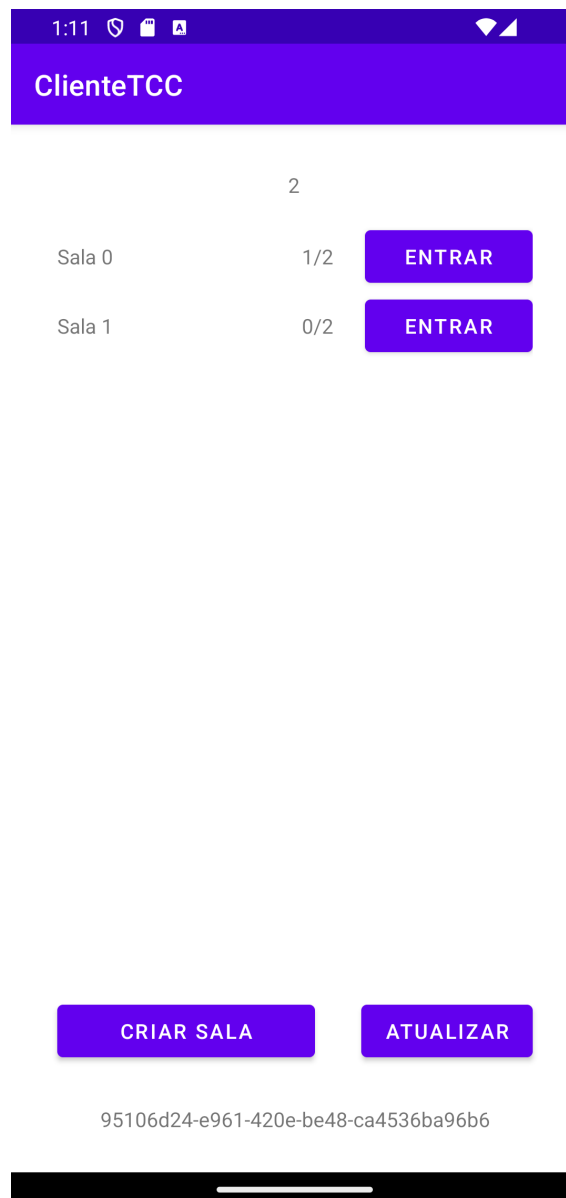 1:11
ClienteTCC
2
Sala 0 1/2 ENTRAR
Sala 1 0/2 ENTRAR
CRIAR SALA ATUALIZAR
95106d24-e961-420e-be48-ca4536ba96b6